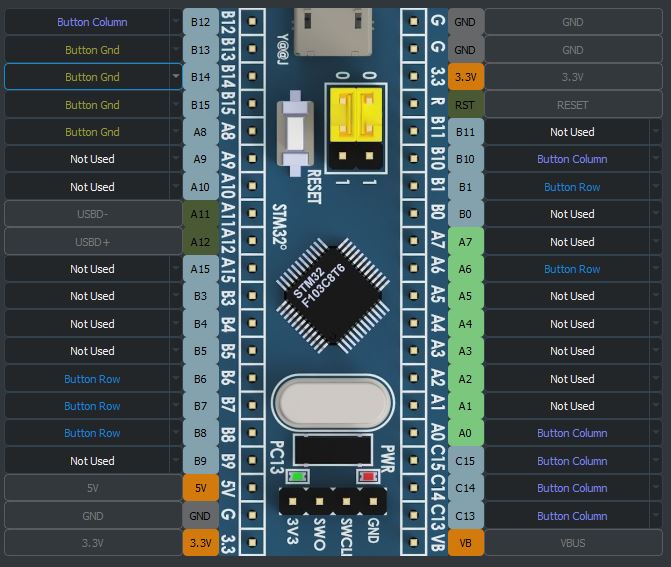 Button Column B12
Button Gnd B13
Button Gnd B14
Button Gnd B15
Button Gnd A8
Not Used A9
Not Used A10
USBD- A11
USBD+ A12
Not Used A15
Not Used B3
Not Used B4
Not Used B5
Button Row B6
Button Row B7
Button Row B8
Not Used B9
5V 5V
GND GND
3.3V 3.3V
B12
B13
B14
B15
A8
A9
A10
A11
A12
A15
B3
B4
B5
B6
B7
B8
B9
5V
G
3.3
Y@@J
0 0
1 1
RESET
STM32°
STM32
F103C8T6
PC13
PWR
3V3
SWO
SWCLI
GND
G
G
3.3
R
B11
B10
B1
B0
A7
A6
A5
A4
A3
A2
A1
A0
C15
C14
C13
VB
GND GND
GND GND
3.3V 3.3V
RST RESET
B11 Not Used
B10 Button Column
B1 Button Row
B0 Not Used
A7 Not Used
A6 Button Row
A5 Not Used
A4 Not Used
A3 Not Used
A2 Not Used
A1 Not Used
A0 Button Column
C15 Button Column
C14 Button Column
C13 Button Column
VB VBUS